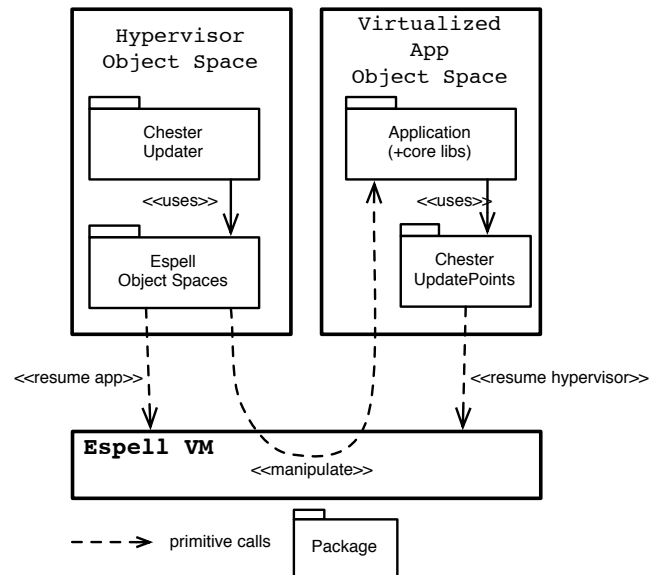 Hypervisor
Object Space
Virtualized
App
Object Space
Chester
Updater
Application
(+core libs)
<<uses>>
<<uses>>
Espell
Object Spaces
Chester
UpdatePoints
<<resume app>>
<<resume hypervisor>>
Espell VM
<<manipulate>>
primitive calls
Package